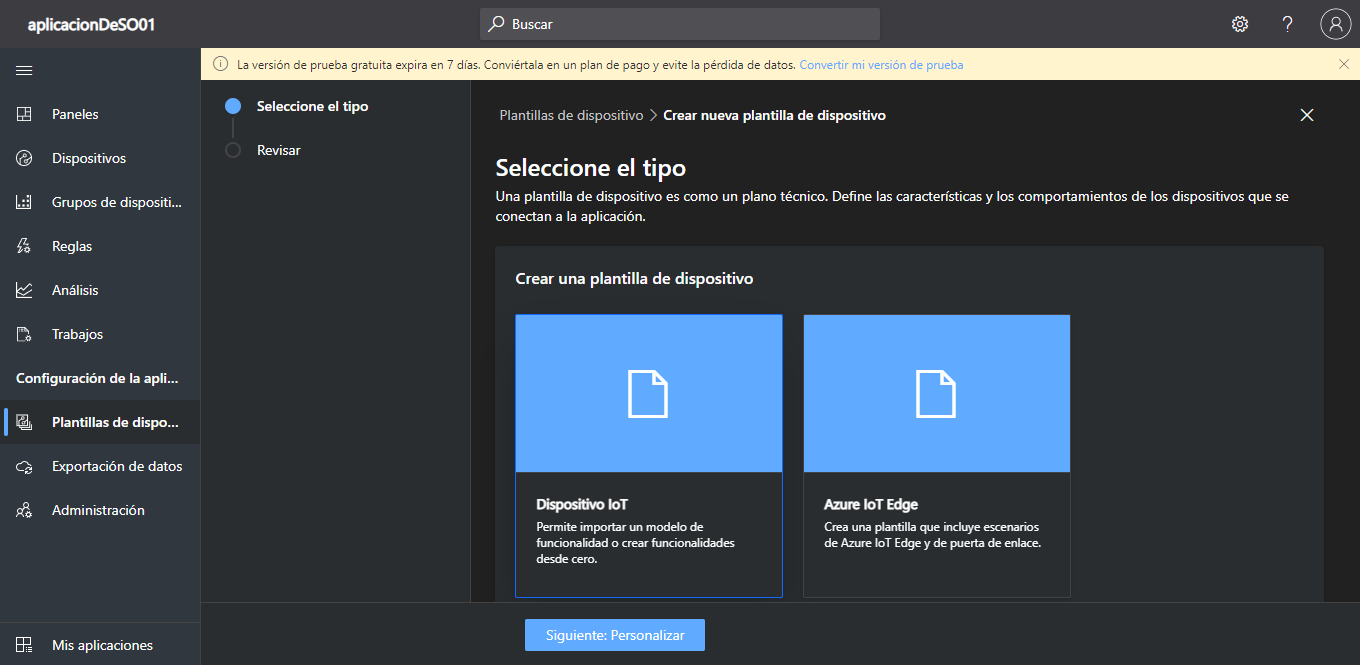 aplicacionDeSO01
Buscar
?
La versión de prueba gratuita expira en 7 días. Conviértala en un plan de pago y evite la pérdida de datos. Convertir mi versión de prueba
Paneles
Dispositivos
Grupos de dispositi...
Reglas
Análisis
Trabajos
Configuración de la apli...
Plantillas de dispo...
Exportación de datos
Administración
Mis aplicaciones
Seleccione el tipo
Revisar
Plantillas de dispositivo > Crear nueva plantilla de dispositivo
Seleccione el tipo
Una plantilla de dispositivo es como un plano técnico. Define las características y los comportamientos de los dispositivos que se
conectan a la aplicación.
Crear una plantilla de dispositivo
Dispositivo IoT
Permite importar un modelo de
funcionalidad o crear funcionalidades
desde cero.
Azure IoT Edge
Crea una plantilla que incluye escenarios
de Azure IoT Edge y de puerta de enlace.
Siguiente: Personalizar